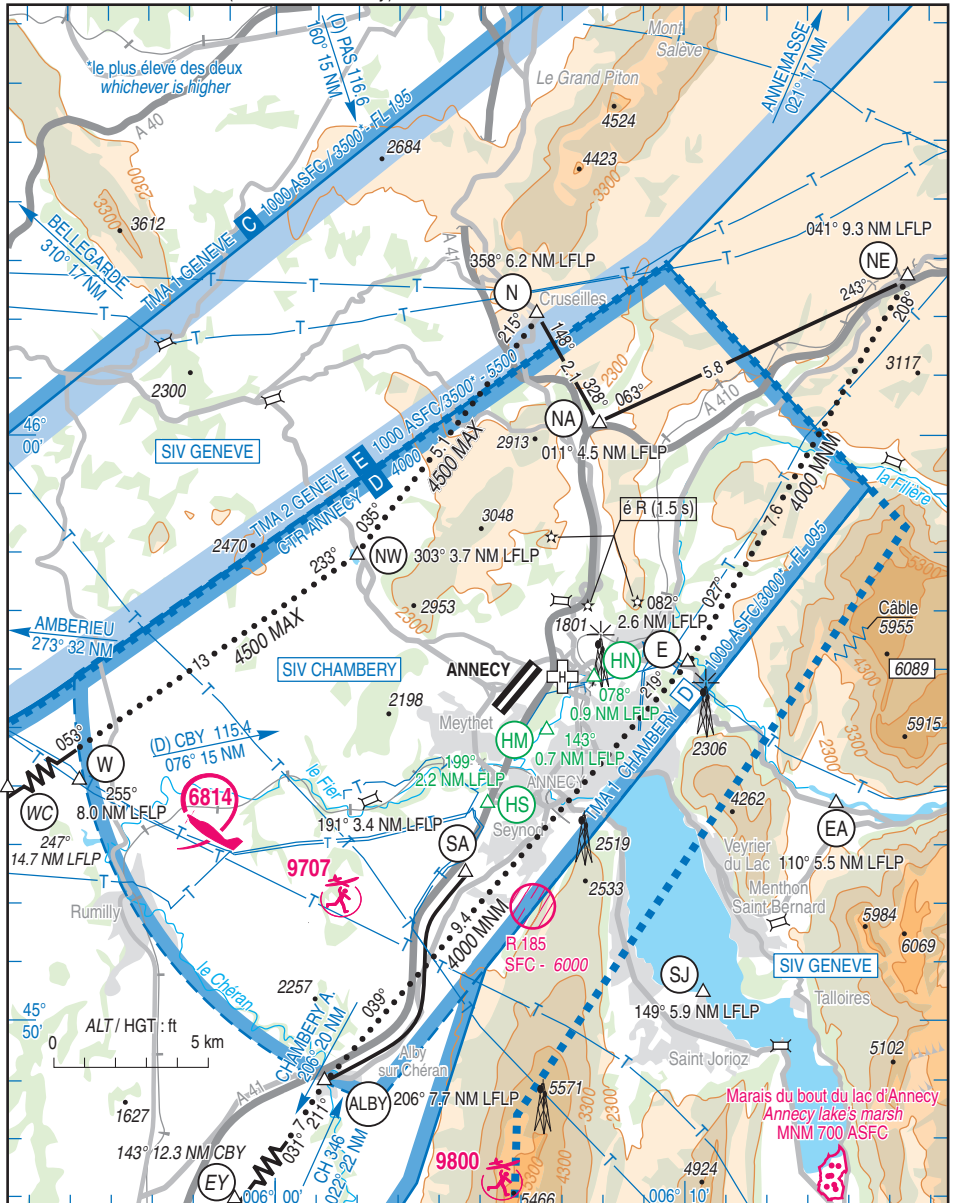 (D) PAS 116.6
160° 15 NM
*le plus élevé des deux
whichever is higher
A 40
Mont
Salève
Le Grand Piton
4524
4423
3300
ANNEMASSE
021° 17 NM
2684
2300
3300
3612
TMA 1 GENEVE C 1000 ASFC / 3500* - FL 195
BELLEGARDE
310° 17 NM
A 41
358° 6.2 NM LFLP
N
Cruseilles
041° 9.3 NM LFLP
NE
243°
208°
215°
148°
2.1
328°
063°
5.8
2300
A 410
3117
2300
NA
011° 4.5 NM LFLP
2913
46°
00'
SIV GENEVE
TMA 2 GENEVE E 1000 ASFC/3500* - 5500
CTR ANNECY D 4000
5.1
4500 MAX
035°
4000 MNM
7.6
la Filière
é R (1.5 s)
3048
2470
233°
NW
303° 3.7 NM LFLP
2953
2300
1801
082°
2.6 NM LFLP
027°
1000 ASFC/3000* - FL 095
5300
Câble
5955
4300
3300
6089
AMBERIEU
273° 32 NM
13
4500 MAX
SIV CHAMBERY
ANNECY
H
HN
E
219°
078°
0.9 NM LFLP
D
2198
Meythet
HM
143°
0.7 NM LFLP
2306
5915
2300
3300
053°
W
255°
8.0 NM LFLP
(D) CBY 115.4
076° 15 NM
le Fier
199°
2.2 NM LFLP
ANNECY
HS
Seynod
TMA 1 CHAMBERY
4262
WC
247°
14.7 NM LFLP
6814
191° 3.4 NM LFLP
SA
2519
Veyrier
du Lac
EA
110° 5.5 NM LFLP
9707
2533
Menthon
Saint Bernard
5984
6069
Rumilly
9.4
4000 MNM
R 185
SFC - 6000
SIV GENEVE
le Chéran
SJ
149° 5.9 NM LFLP
Talloires
2257
039°
45°
50'
ALT / HGT : ft
0 5 km
CHAMBERY A.
206° 20 NM
Alby
sur Chéran
Saint Jorioz
5102
A 41
211°
031°
7
ALBY
206° 7.7 NM LFLP
5571
3300
2300
Marais du bout du lac d'Annecy
Annecy lake's marsh
MNM 700 ASFC
1627
143° 12.3 NM CBY
EY
CH 346
022° 22 NM
9800
3300
4300
4924
5466
006° 00'
006° 10'